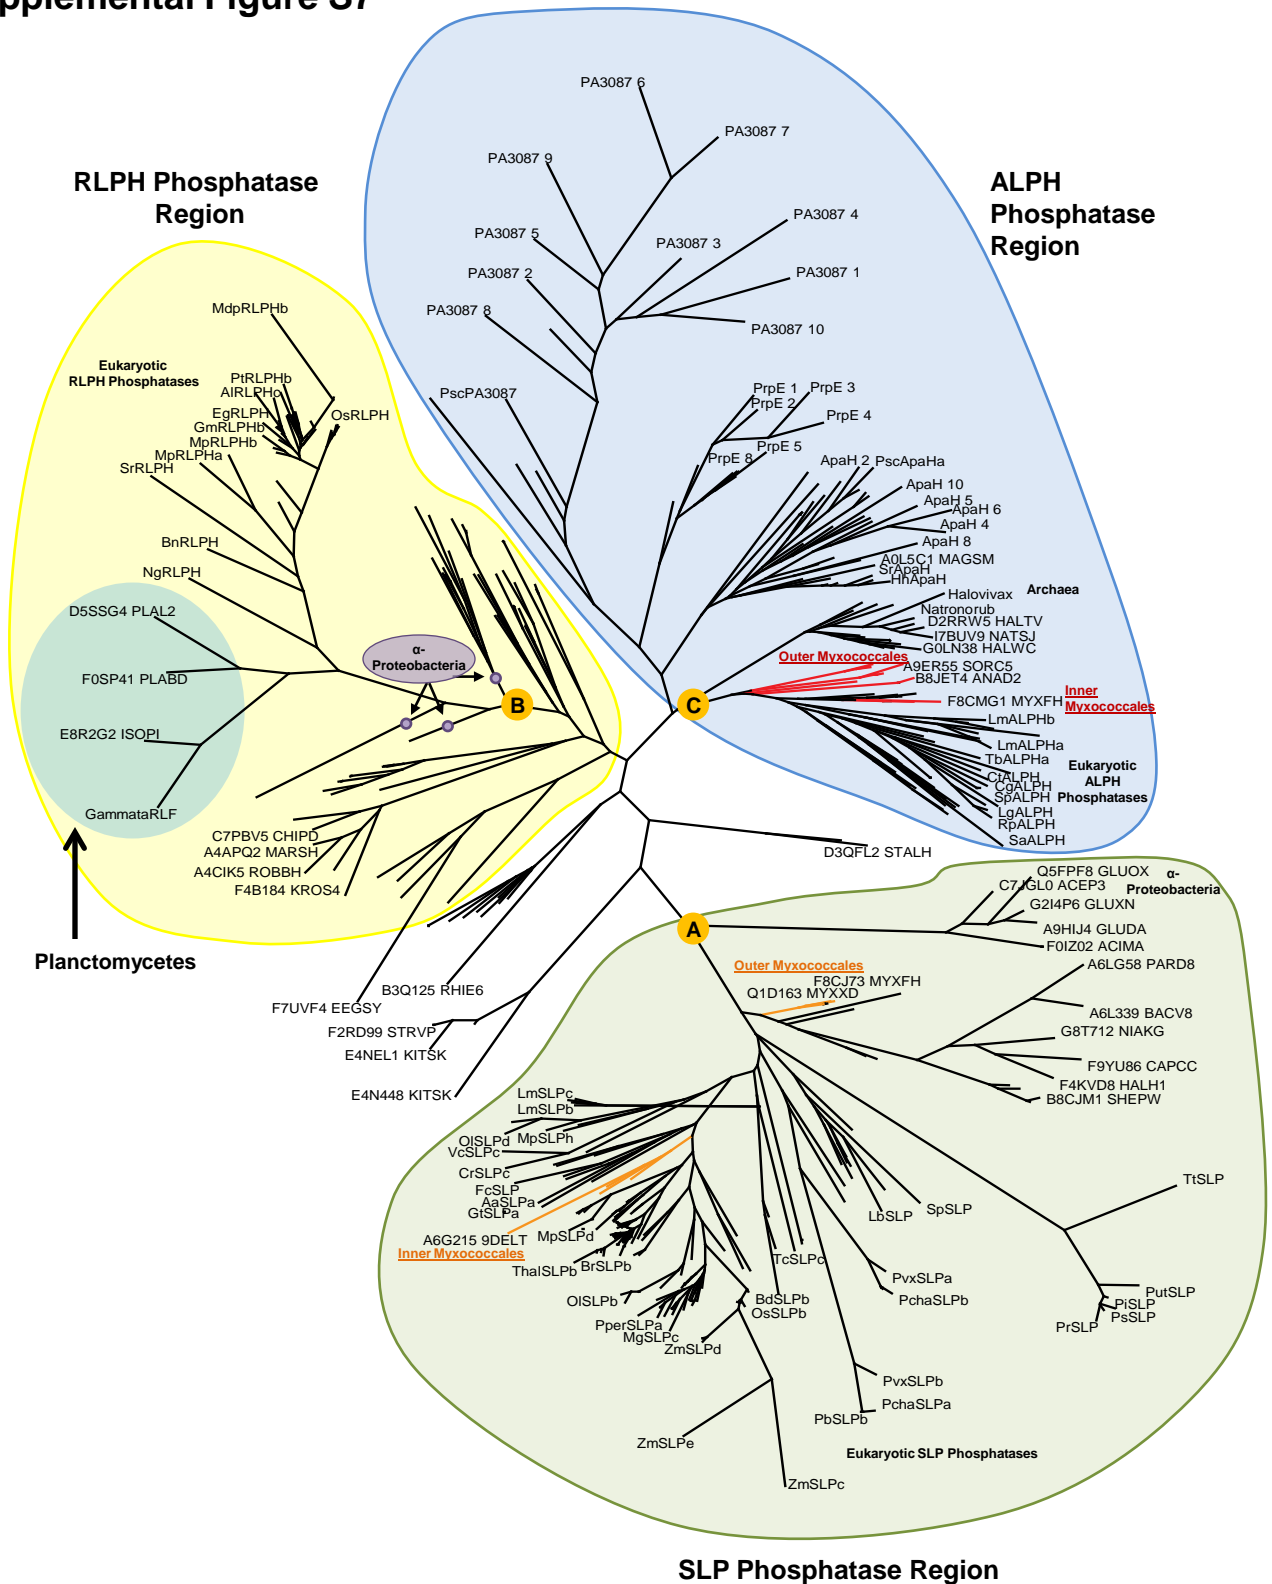 pplemental Figure S7
RLPH Phosphatase
Region
ALPH
Phosphatase
Region
PA3087 6
PA3087 7
PA3087 9
PA3087 4
PA3087 5
PA3087 3
PA3087 2
PA3087 1
PA3087 8
PA3087 10
PscPA3087
PrpE 1
PrpE 3
PrpE 2
PrpE 4
PrpE 5
PrpE 8
ApaH 2
PscApaHa
ApaH 10
ApaH 5
ApaH 6
ApaH 4
ApaH 8
A0L5C1 MAGSM
SrApaH
HhApaH
Halovivax
Archaea
Natronorub
D2RRW5 HALTV
I7BUV9 NATSJ
G0LN38 HALWC
Outer Myxococcales
A9ER55 SORC5
B8JET4 ANAD2
F8CMG1 MYXFH
Inner
Myxococcales
LmALPHb
LmALPHa
TbALPHa
CtALPH
CgALPH
SpALPH
LgALPH
RpALPH
SaALPH
Eukaryotic
ALPH
Phosphatases
MdpRLPHb
Eukaryotic
RLPH Phosphatases
PtRLPHb
AlRLPHc
EgRLPH
OsRLPH
GmRLPHb
MpRLPHb
MpRLPHa
SrRLPH
BnRLPH
NgRLPH
D5SSG4 PLAL2
F0SP41 PLABD
E8R2G2 ISOPI
GammataRLF
α-
Proteobacteria
B
C
A
C7PBV5 CHIPD
A4APQ2 MARSH
A4CIK5 ROBBH
F4B184 KROS4
Planctomycetes
D3QFL2 STALH
B3Q125 RHIE6
F7UVF4 EEGSY
F2RD99 STRVP
E4NEL1 KITSK
E4N448 KITSK
Q5FPF8 GLUOX
α-
Proteobacteria
C7JGL0 ACEP3
G2I4P6 GLUXN
A9HIJ4 GLUDA
F0IZ02 ACIMA
A6LG58 PARD8
Outer Myxococcales
F8CJ73 MYXFH
Q1D163 MYXXD
A6L339 BACV8
G8T712 NIAKG
F9YU86 CAPCC
F4KVD8 HALH1
B8CJM1 SHEPW
LmSLPc
LmSLPb
OlSLPd
MpSLPh
VcSLPc
CrSLPc
FcSLP
AaSLPa
GtSLPa
A6G215 9DELT
Inner Myxococcales
MpSLPd
ThalSLPb
BrSLPb
OlSLPb
PperSLPa
MgSLPc
ZmSLPd
BdSLPb
OsSLPb
TcSLPc
LbSLP
SpSLP
PvxSLPa
PchaSLPb
TtSLP
PutSLP
PiSLP
PsSLP
PrSLP
PvxSLPb
PchaSLPa
PbSLPb
ZmSLPe
Eukaryotic SLP Phosphatases
ZmSLPc
SLP Phosphatase Region